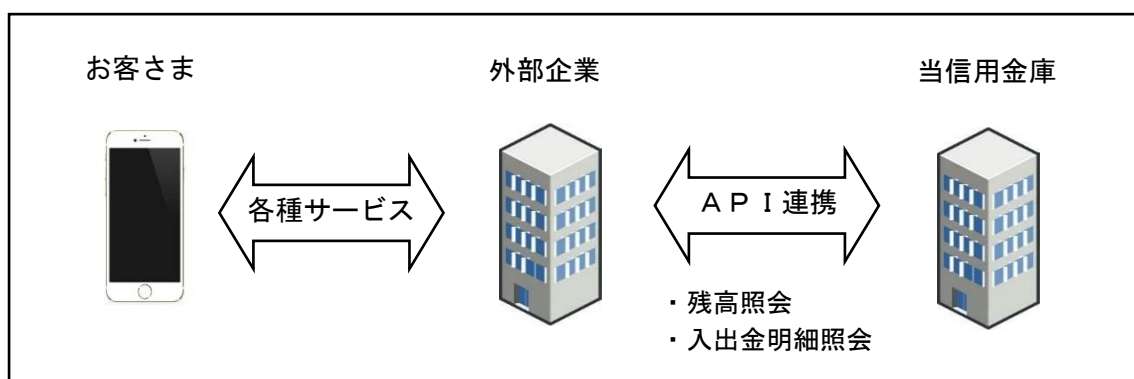 お客さま
外部企業
当信用金庫
各種サービス
ＡＰＩ連携
・残高照会
・入出金明細照会